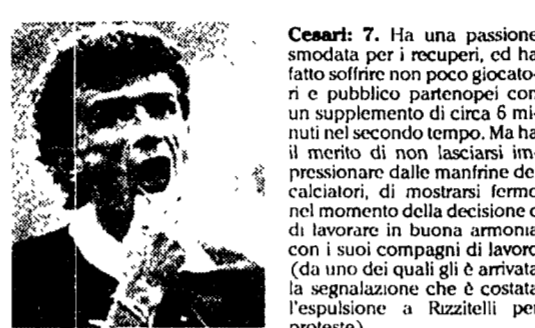 Cesari: 7. Ha una passione
smodata per i recuperi, ed ha
fatto soffrire non poco giocato-
ri e pubblico partenopei con
un supplemento di circa 6 mi-
nuti nel secondo tempo. Ma ha
il merito di non lasciarsi im-
pressionare dalle manfrine dei
calciatori, di mostrarsi fermo
nel momento della decisione e
di lavorare in buona armonia
con i suoi compagni di lavoro
(da uno dei quali gli è arrivata
la segnalazione che è costata
l'espulsione a Rizzitelli per
proteste)